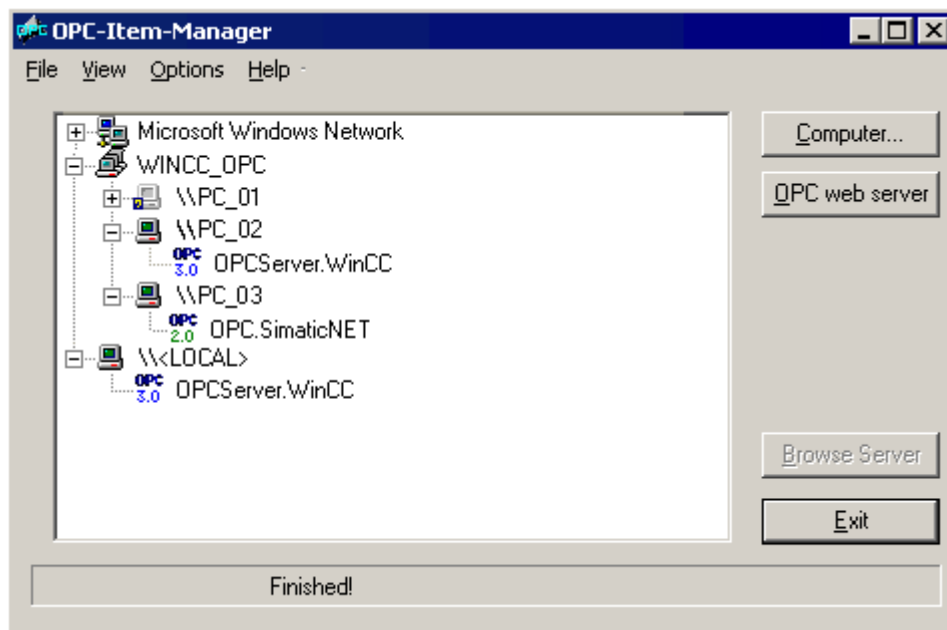 OPC-Item-Manager
File View Options Help
Microsoft Windows Network
WINCC_OPC
\\PC_01
\\PC_02
OPC 3.0 OPCServer.WinCC
\\PC_03
OPC 2.0 OPC.SimaticNET
\\<LOCAL>
OPC 3.0 OPCServer.WinCC
Computer...
OPC web server
Browse Server
Exit
Finished!